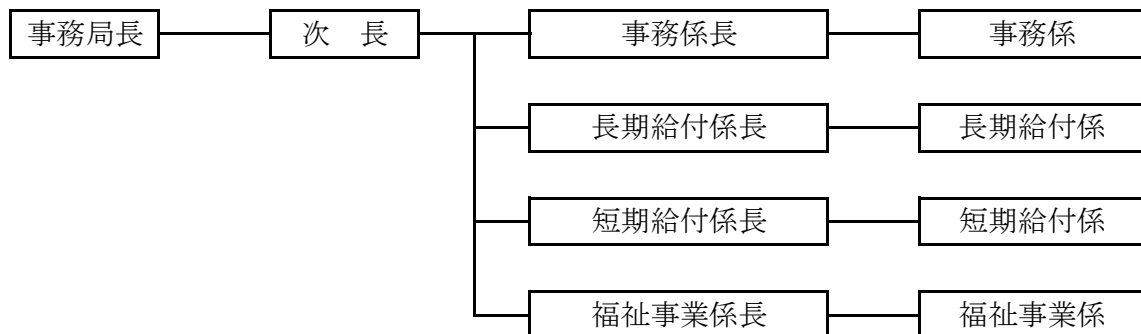 事務局長 次　長 事務係長 事務係
長期給付係長 長期給付係
短期給付係長 短期給付係
福祉事業係長 福祉事業係